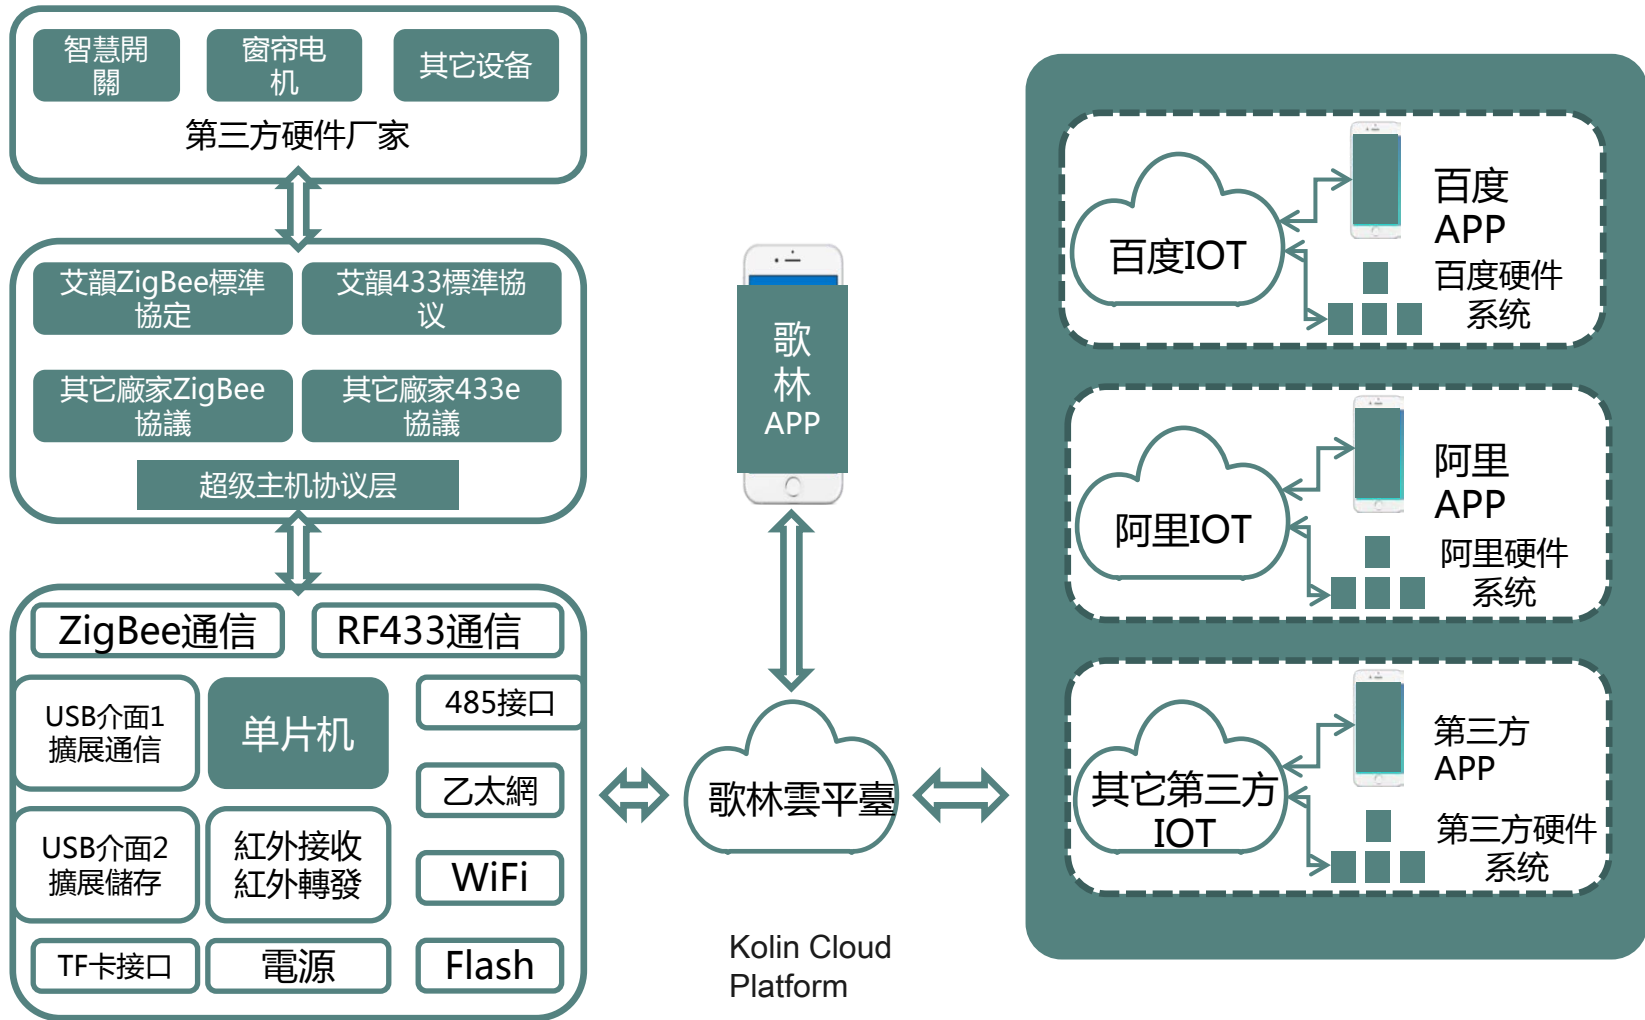 智慧開
關
窗帘电
机
其它设备
第三方硬件厂家
艾韻ZigBee標準
協定
艾韻433標準協
议
其它廠家ZigBee
協議
其它廠家433e
協議
超级主机协议层
ZigBee通信
RF433通信
USB介面1
擴展通信
单片机
485接口
乙太網
USB介面2
擴展儲存
紅外接收
紅外轉發
WiFi
TF卡接口
電源
Flash
歌
林
APP
歌林雲平臺
Kolin Cloud
Platform
百度IOT
百度
APP
百度硬件
系统
阿里IOT
阿里
APP
阿里硬件
系统
其它第三方
IOT
第三方
APP
第三方硬件
系统